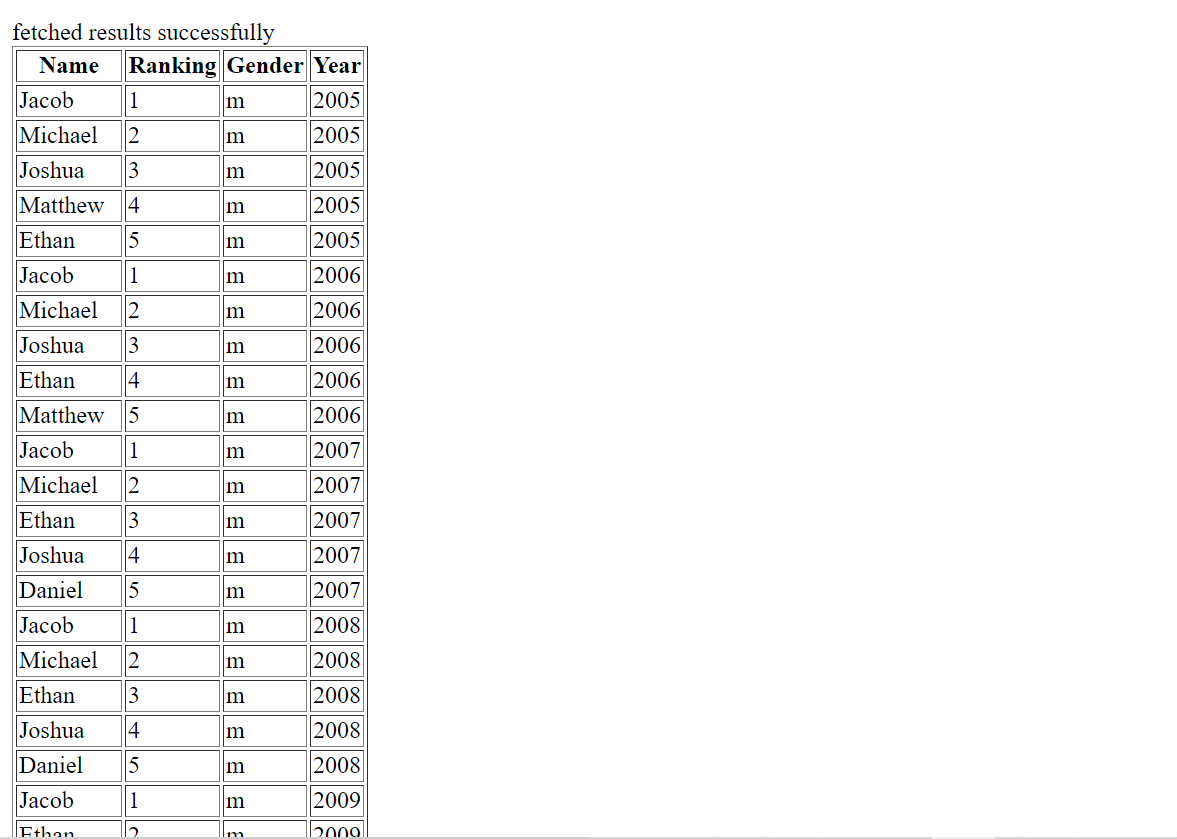 fetched results successfully
Name Ranking Gender Year
Jacob 1 m 2005
Michael 2 m 2005
Joshua 3 m 2005
Matthew 4 m 2005
Ethan 5 m 2005
Jacob 1 m 2006
Michael 2 m 2006
Joshua 3 m 2006
Ethan 4 m 2006
Matthew 5 m 2006
Jacob 1 m 2007
Michael 2 m 2007
Ethan 3 m 2007
Joshua 4 m 2007
Daniel 5 m 2007
Jacob 1 m 2008
Michael 2 m 2008
Ethan 3 m 2008
Joshua 4 m 2008
Daniel 5 m 2008
Jacob 1 m 2009
Ethan 2 m 2009